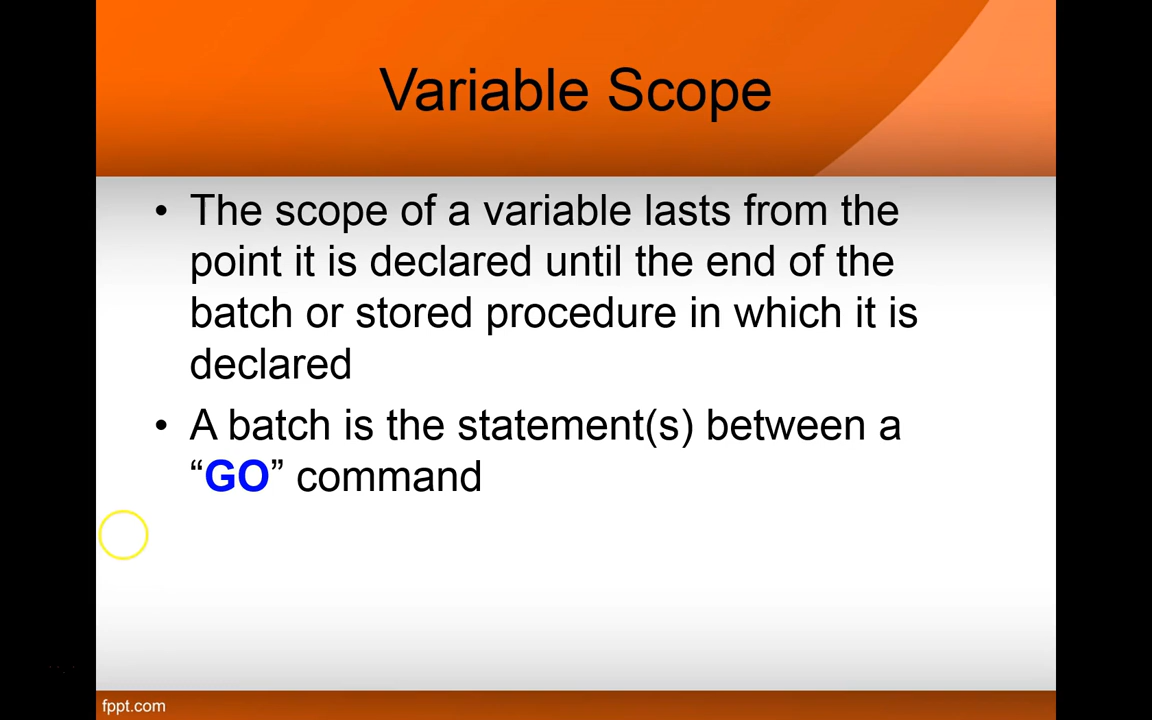 Variable Scope
• The scope of a variable lasts from the
point it is declared until the end of the
batch or stored procedure in which it is
declared
• A batch is the statement(s) between a
“GO” command
fppt.com